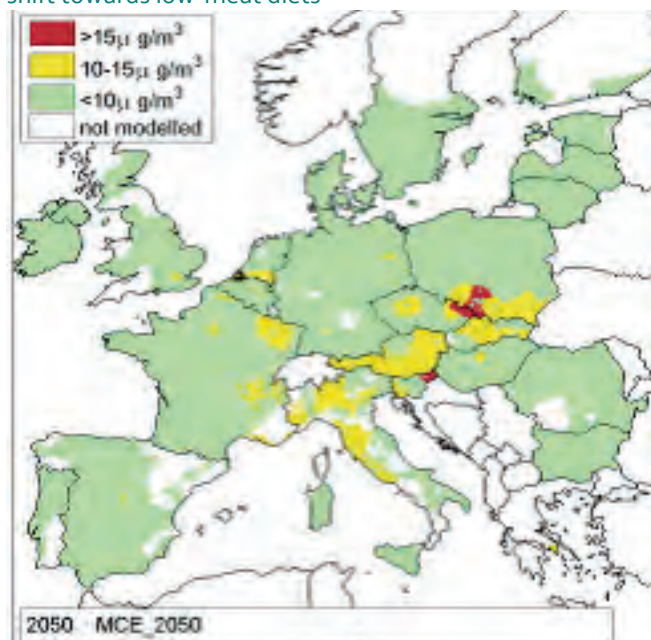 shift towards low-meat diets
>15μ g/m³
10-15μ g/m³
<10μ g/m³
not modelled
2050 MCE_2050